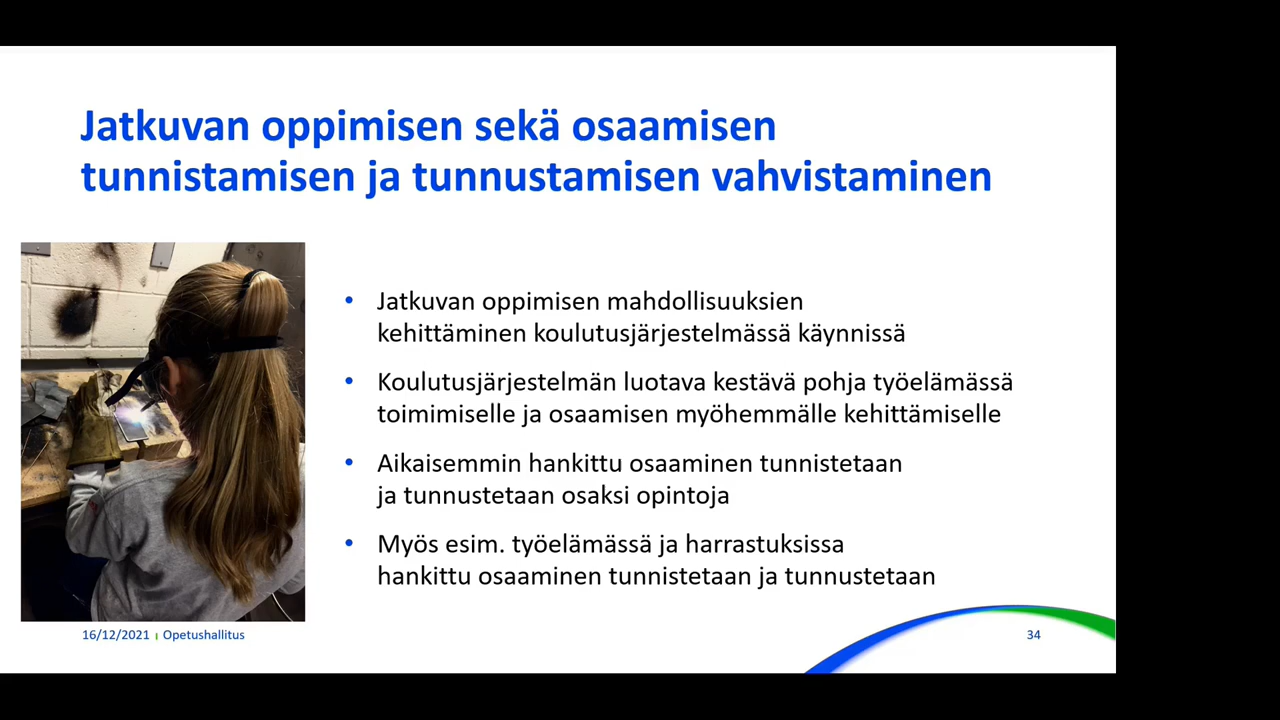 Jatkuvan oppimisen sekä osaamisen
tunnistamisen ja tunnustamisen vahvistaminen
• Jatkuvan oppimisen mahdollisuuksien
kehittäminen koulutusjärjestelmässä käynnissä
• Koulutusjärjestelmän luotava kestävä pohja työelämässä
toimimiselle ja osaamisen myöhemmälle kehittämiselle
• Aikaisemmin hankittu osaaminen tunnistetaan
ja tunnustetaan osaksi opintoja
• Myös esim. työelämässä ja harrastuksissa
hankittu osaaminen tunnistetaan ja tunnustetaan
16/12/2021 | Opetushallitus
34